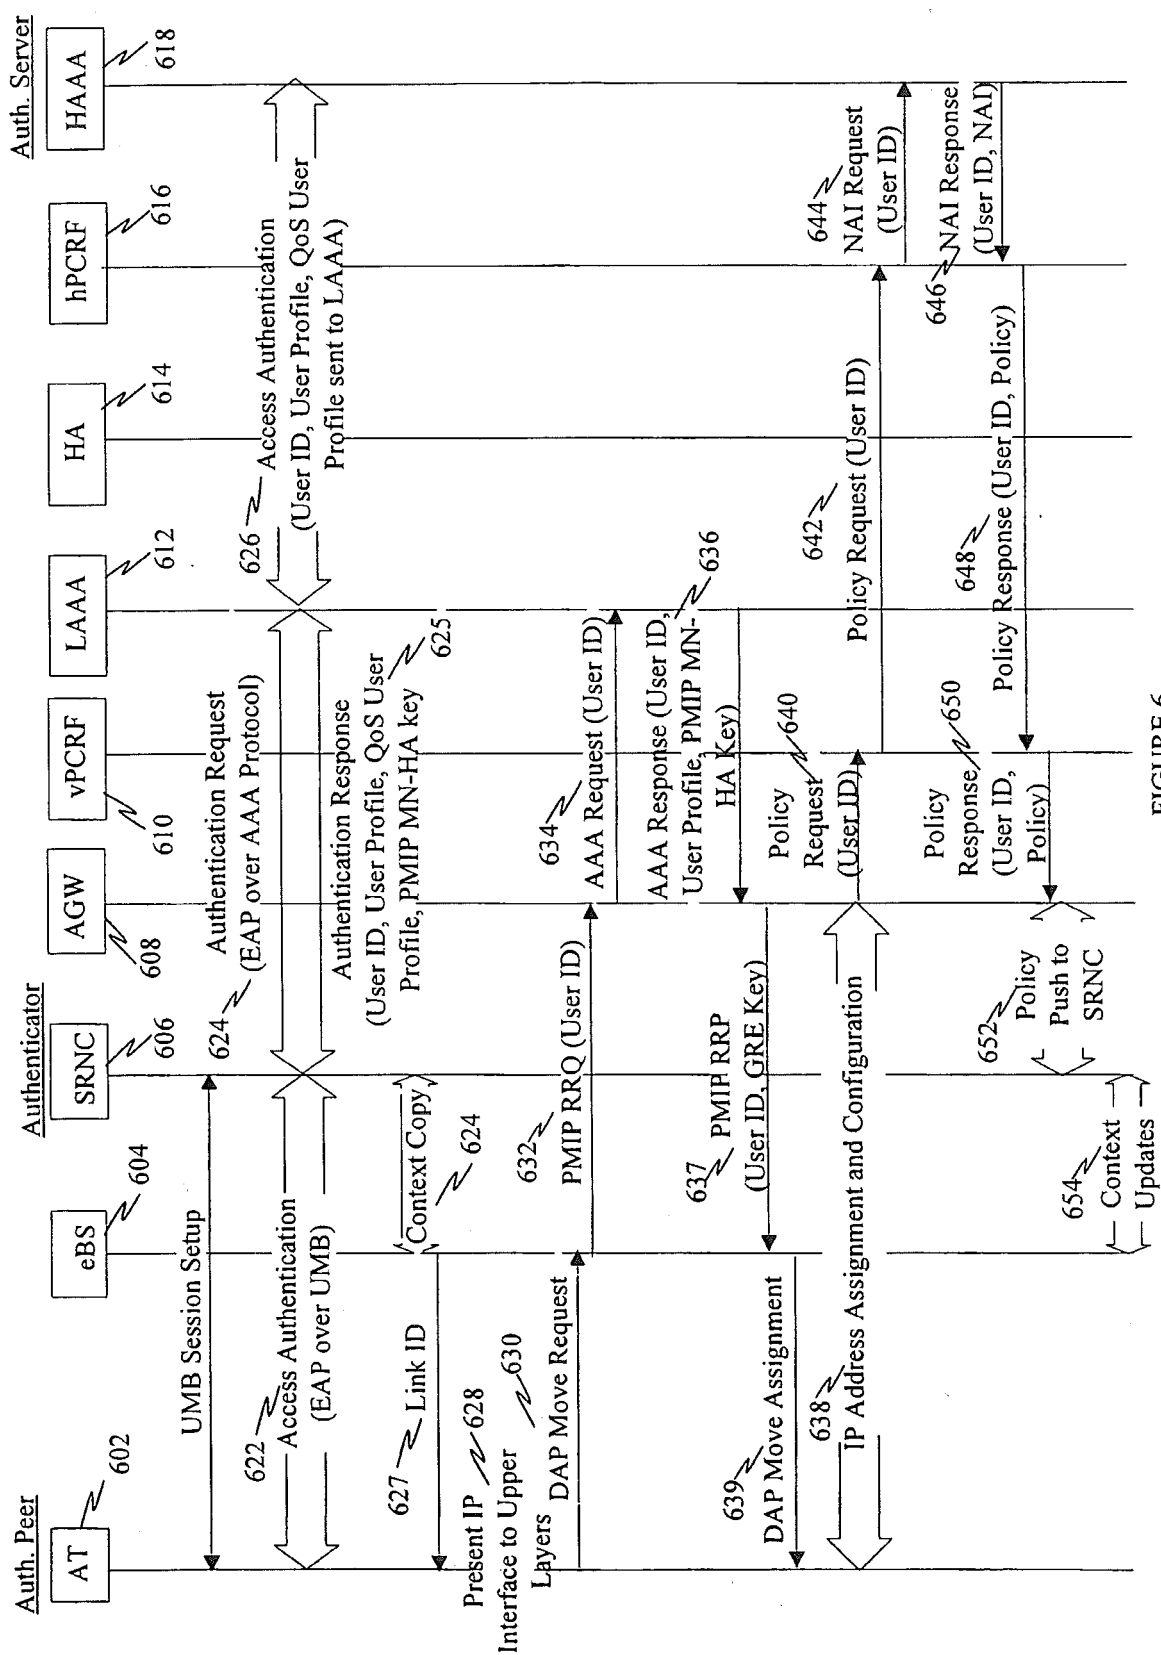 Auth. Peer
Authenticator
Auth. Server
AT
602
eBS
604
SRNC
606
AGW
608
vPCRF
610
LAAA
612
HA
614
hPCRF
616
HAAA
618
UMB Session Setup
622
Access Authentication
(EAP over UMB)
Authentication Request
624
(EAP over AAA Protocol)
Authentication Response
(User ID, User Profile, QoS User
Profile, PMIP MN-HA key
625
626
Access Authentication
(User ID, User Profile, QoS User
Profile sent to LAAA)
Context Copy
624
627
Link ID
Present IP
628
Interface to Upper
Layers
630
DAP Move Request
632
PMIP RRQ (User ID)
634
AAA Request (User ID)
636
AAA Response (User ID,
User Profile, PMIP MN-
HA Key)
637
PMIP RRP
(User ID, GRE Key)
639
DAP Move Assignment
638
IP Address Assignment and Configuration
640
Policy
Request
(User ID)
642
Policy Request (User ID)
644
NAI Request
(User ID)
646
NAI Response
(User ID, NAI)
648
Policy Response (User ID, Policy)
650
Policy
Response
(User ID,
Policy)
652
Policy
Push to
SRNC
654
Context
Updates
FIGURE 6